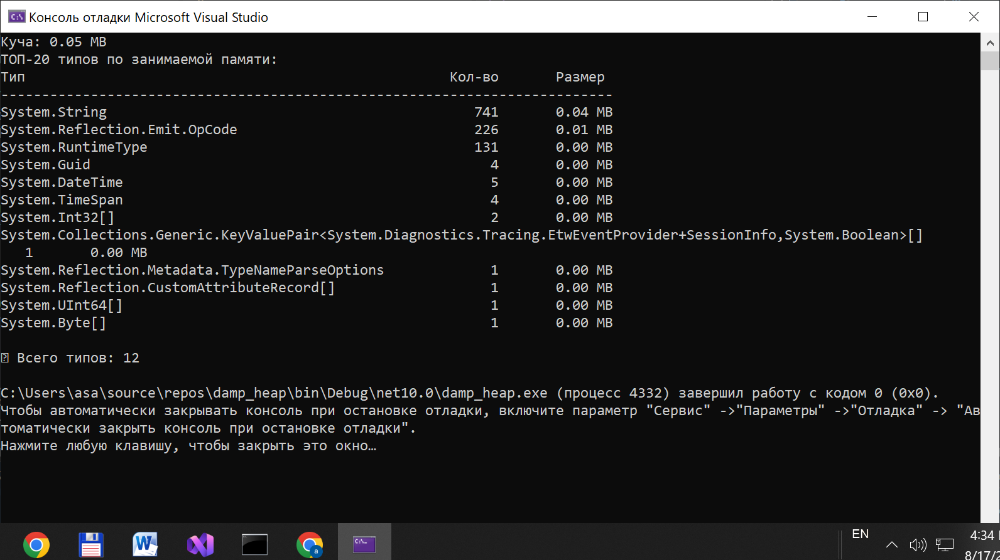 Консоль отладки Microsoft Visual Studio
Куча: 0.05 MB
ТОП-20 типов по занимаемой памяти:
Тип Кол-во Размер
---------------------------------------------------------------------------
System.String 741 0.04 MB
System.Reflection.Emit.OpCode 226 0.01 MB
System.RuntimeType 131 0.00 MB
System.Guid 4 0.00 MB
System.DateTime 5 0.00 MB
System.TimeSpan 4 0.00 MB
System.Int32[] 2 0.00 MB
System.Collections.Generic.KeyValuePair<System.Diagnostics.Tracing.EtwEventProvider+SessionInfo,System.Boolean>[]
1 0.00 MB
System.Reflection.Metadata.TypeNameParseOptions 1 0.00 MB
System.Reflection.CustomAttributeRecord[] 1 0.00 MB
System.UInt64[] 1 0.00 MB
System.Byte[] 1 0.00 MB
Всего типов: 12
C:\Users\asa\source\repos\damp_heap\bin\Debug\net10.0\damp_heap.exe (процесс 4332) завершил работу с кодом 0 (0x0).
Чтобы автоматически закрывать консоль при остановке отладки, включите параметр "Сервис" ->"Параметры" ->"Отладка" -> "Ав
томатически закрыть консоль при остановке отладки".
Нажмите любую клавишу, чтобы закрыть это окно…
EN
4:34
8/17/2